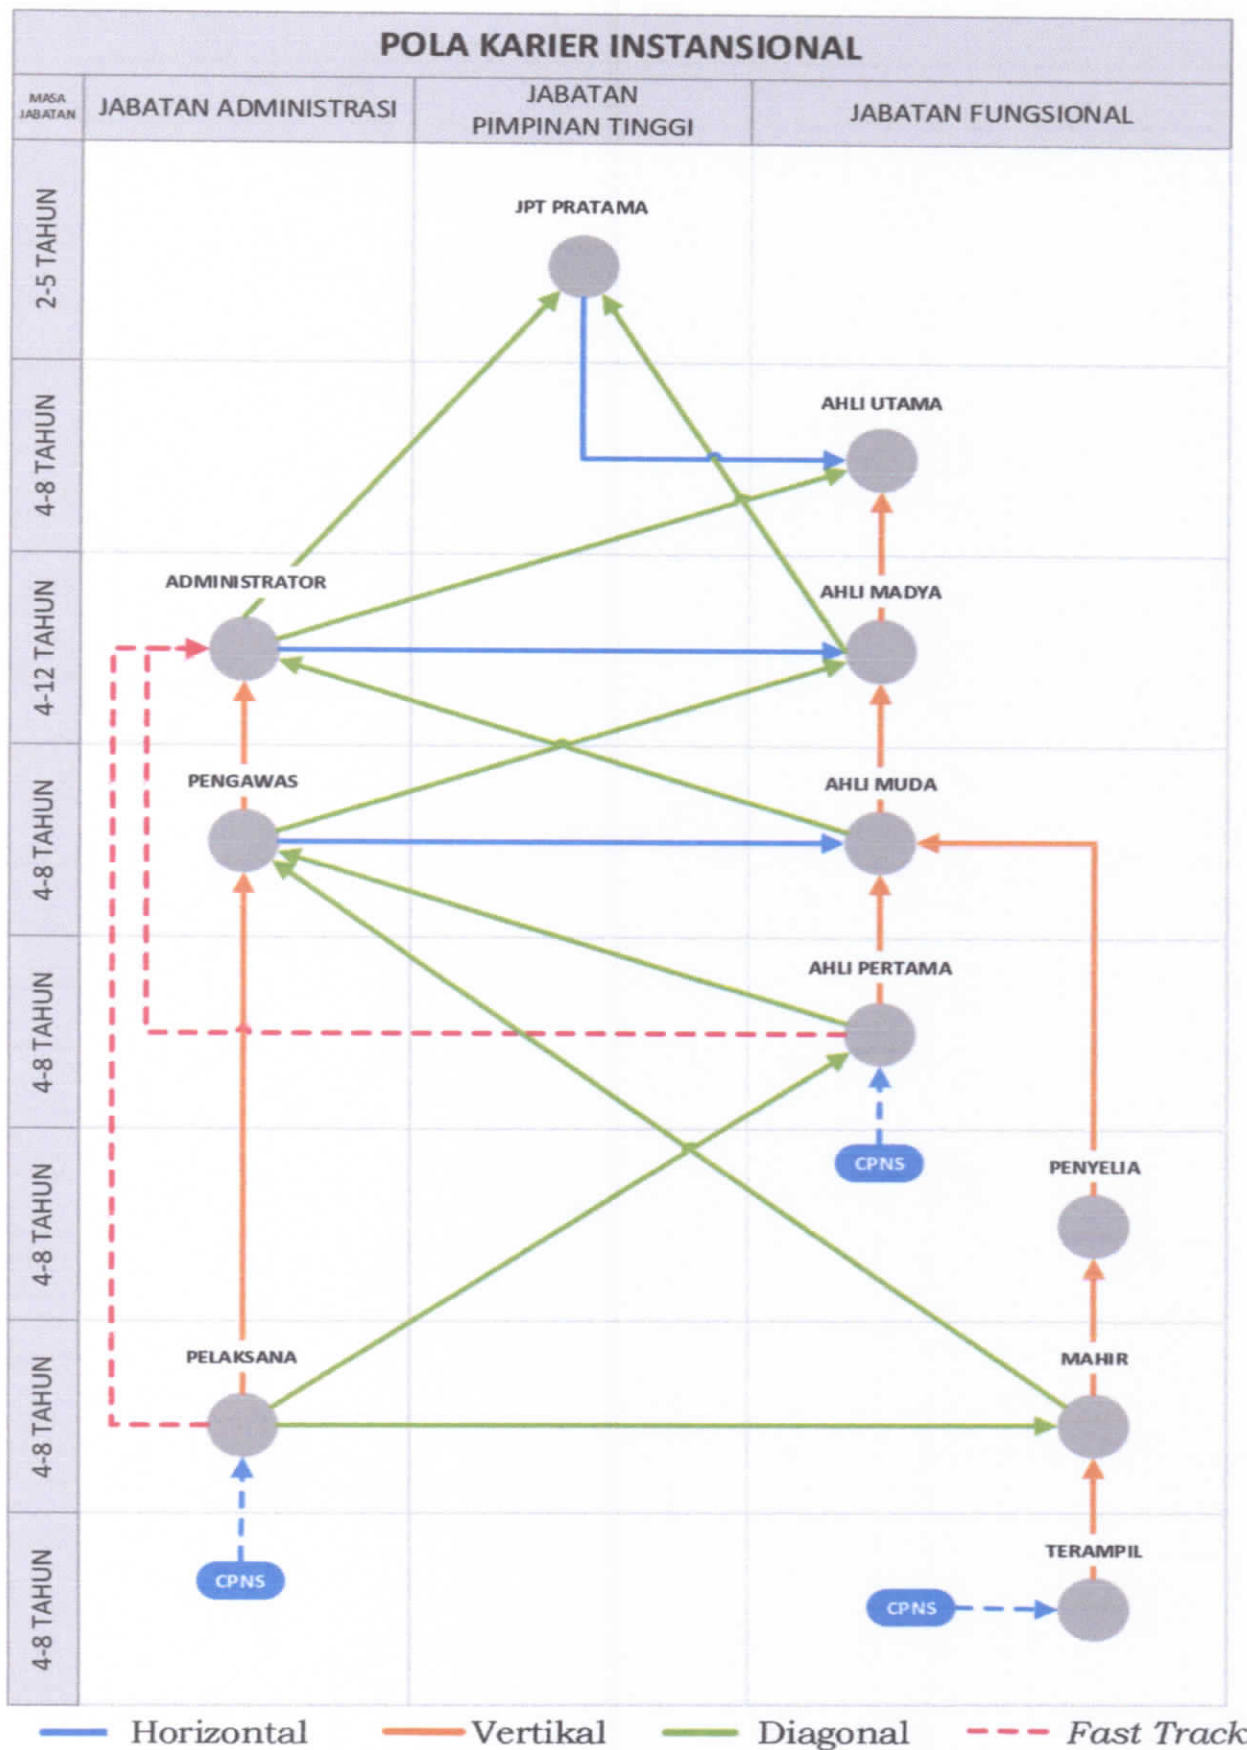 POLA KARIER INSTANSIONAL
MASA
JABATAN
JABATAN ADMINISTRASI
JABATAN
PIMPINAN TINGGI
JABATAN FUNGSIONAL
2-5 TAHUN
JPT PRATAMA
4-8 TAHUN
AHLI UTAMA
4-12 TAHUN
ADMINISTRATOR
AHLI MADYA
4-8 TAHUN
PENGAWAS
AHLI MUDA
4-8 TAHUN
AHLI PERTAMA
4-8 TAHUN
CPNS
PENYELIA
4-8 TAHUN
PELAKSANA
MAHIR
4-8 TAHUN
CPNS
TERAMPIL
CPNS
Horizontal
Vertikal
Diagonal
Fast Track